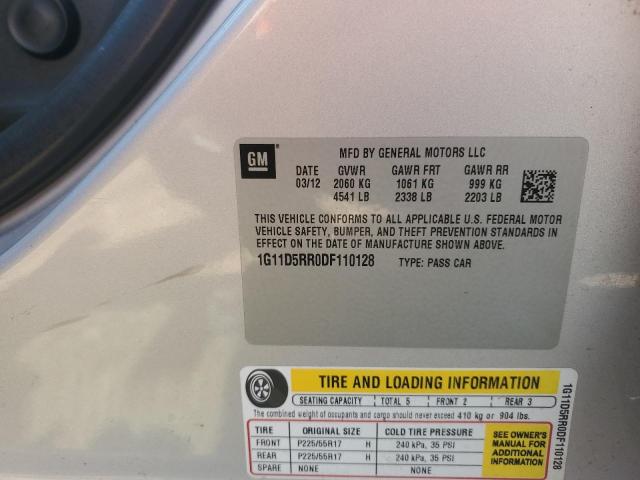 GM
MFD BY GENERAL MOTORS LLC
DATE GVWR GAWR FRT GAWR RR
03/12 2060 KG 1061 KG 999 KG
4541 LB 2338 LB 2203 LB
THIS VEHICLE CONFORMS TO ALL APPLICABLE U.S. FEDERAL MOTOR
VEHICLE SAFETY, BUMPER, AND THEFT PREVENTION STANDARDS
IN EFFECT ON THE DATE OF MANUFACTURE SHOWN ABOVE.
1G11D5RR0DF110128 TYPE: PASS CAR
TIRE AND LOADING INFORMATION
SEATING CAPACITY TOTAL 5 FRONT 2 REAR 3
The combined weight of occupants and cargo should never exceed 410 kg or 904 lbs.
TIRE ORIGINAL SIZE COLD TIRE PRESSURE
FRONT P225/55R17 H 240 kPa, 35 PSI
REAR P225/55R17 H 240 kPa, 35 PSI
SPARE NONE NONE
SEE OWNER'S
MANUAL FOR
ADDITIONAL
INFORMATION
1G11D5RR0DF110128